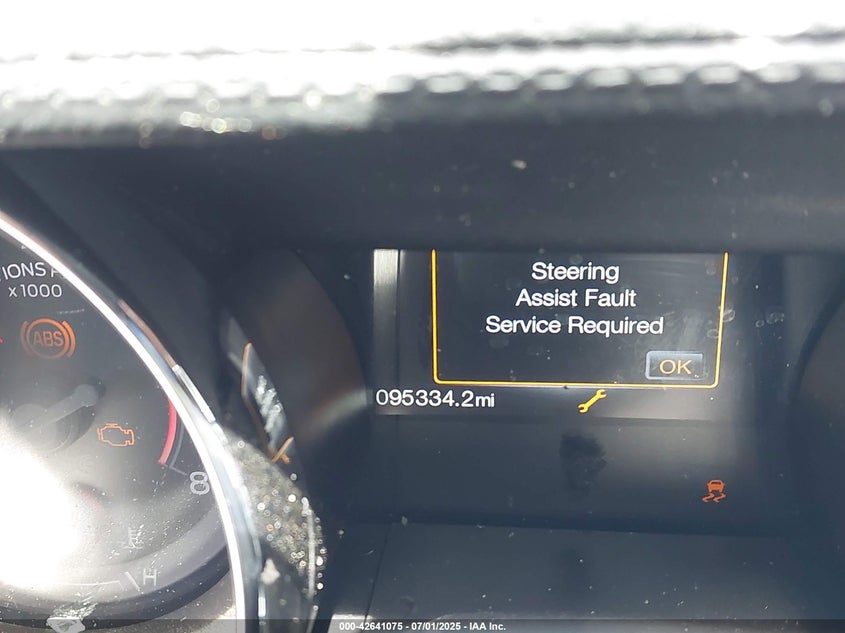 IONS
x1000
ABS
8
H
Steering
Assist Fault
Service Required
OK
095334.2mi
000-42641075 - 07/01/2025 - IAA Inc.